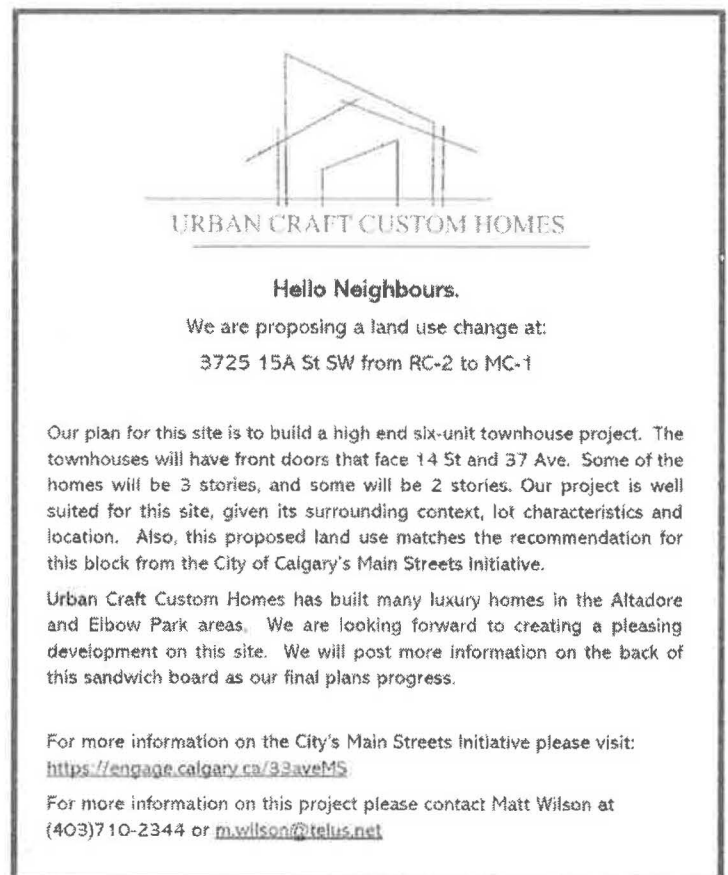 URBAN CRAFT CUSTOM HOMES
Hello Neighbours.
We are proposing a land use change at:
3725 15A St SW from RC-2 to MC-1
Our plan for this site is to build a high end six-unit townhouse project. The
townhouses will have front doors that face 14 St and 37 Ave. Some of the
homes will be 3 stories, and some will be 2 stories. Our project is well
suited for this site, given its surrounding context, lot characteristics and
location. Also, this proposed land use matches the recommendation for
this block from the City of Calgary's Main Streets Initiative.
Urban Craft Custom Homes has built many luxury homes in the Altadore
and Elbow Park areas. We are looking forward to creating a pleasing
development on this site. We will post more information on the back of
this sandwich board as our final plans progress.
For more information on the City's Main Streets Initiative please visit:
https://engage.calgary.ca/33aveMS
For more information on this project please contact Matt Wilson at
(403)710-2344 or m.wilson@telus.net